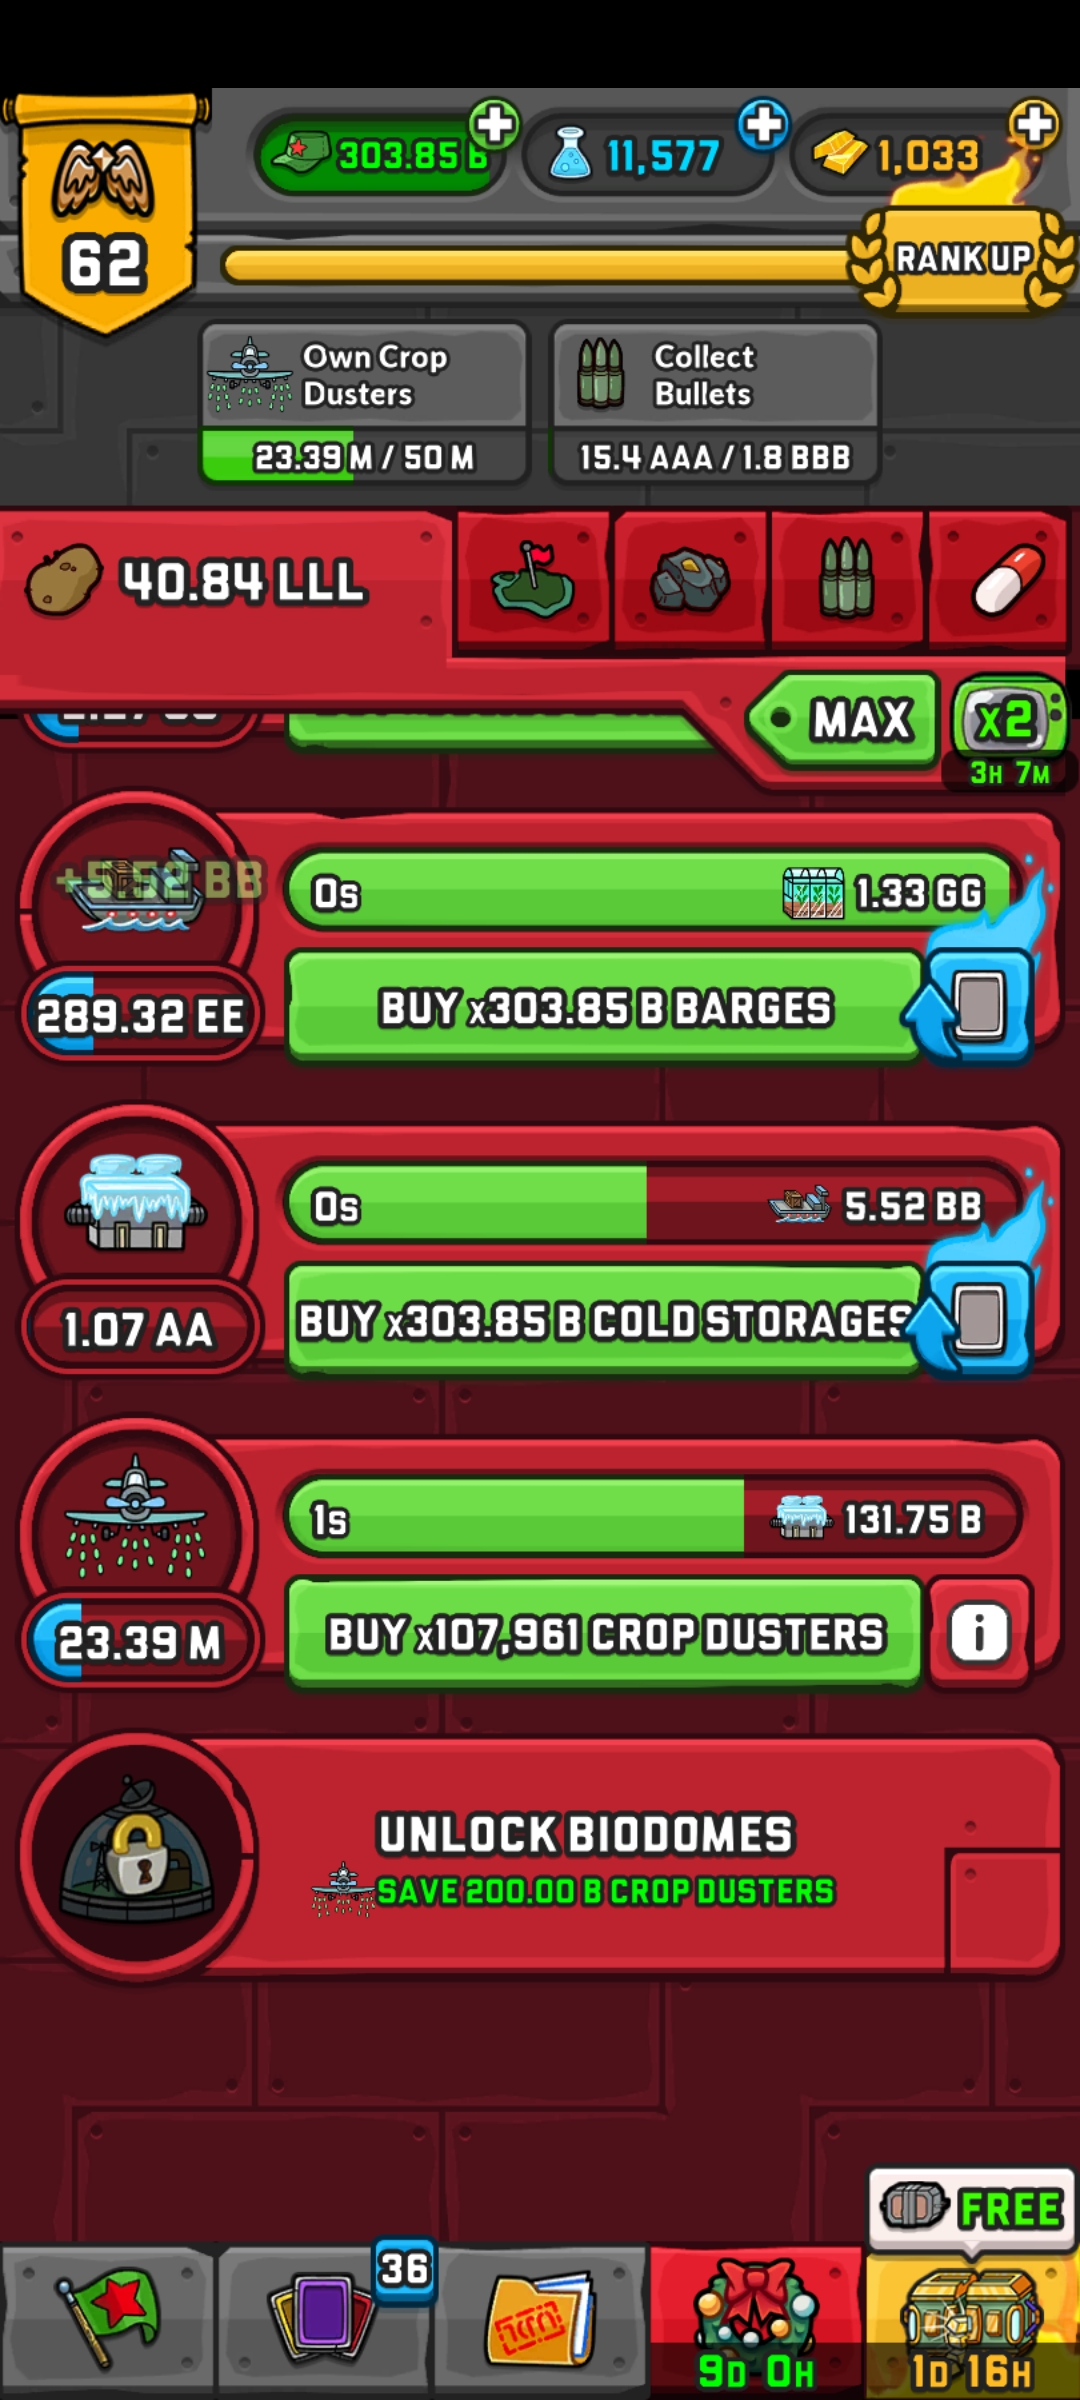 62
303.85 B
11,577
1,033
RANK UP
Own Crop
Dusters
23.39 M / 50 M
Collect
Bullets
15.4 AAA / 1.8 BBB
40.84 LLL
MAX
x2
3H 7M
+5.52 BB
0s
1.33 GG
289.32 EE
BUY x303.85 B BARGES
0s
5.52 BB
1.07 AA
BUY x303.85 B COLD STORAGES
1s
131.75 B
23.39 M
BUY x107,961 CROP DUSTERS
i
UNLOCK BIODOMES
SAVE 200.00 B CROP DUSTERS
FREE
36
9D 0H
1D 16H